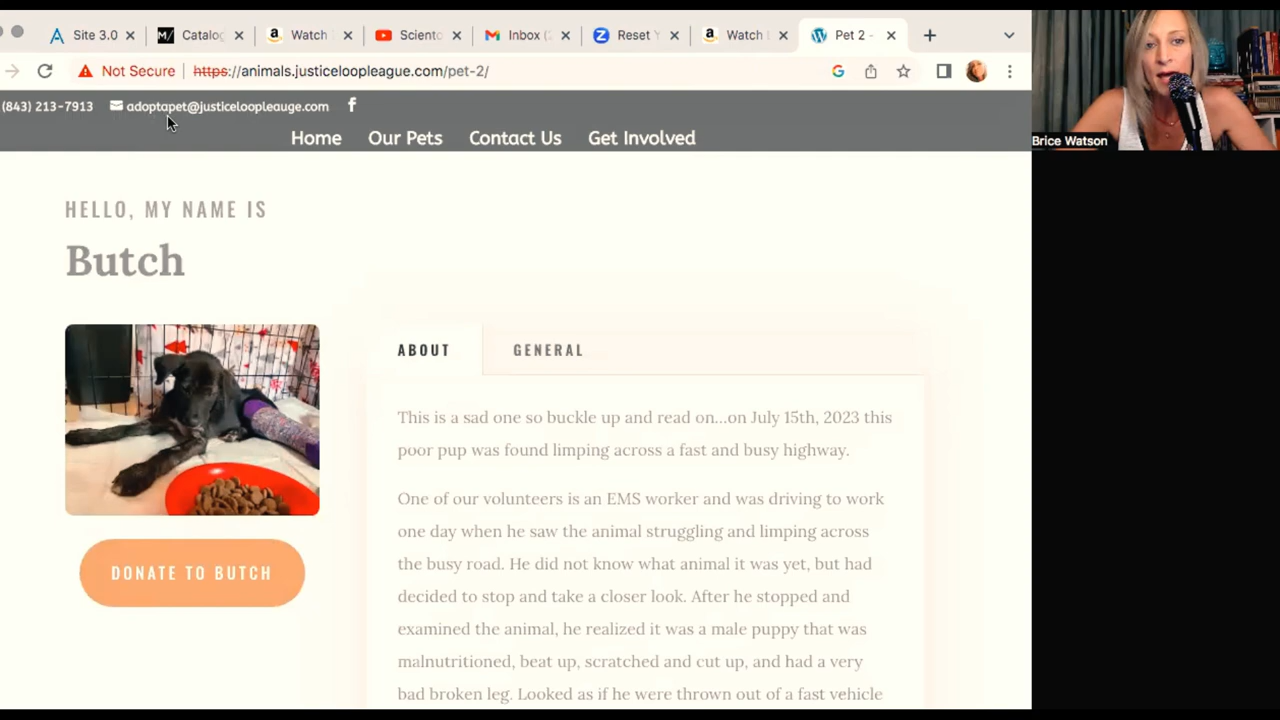 Site 3.0
Catalog
Watch
Sciento
Inbox (
Reset
Watch
Pet 2 -
Not Secure
https://animals.justiceloopleague.com/pet-2/
(843) 213-7913
adoptapet@justiceloopleauge.com
Home
Our Pets
Contact Us
Get Involved
Brice Watson
HELLO, MY NAME IS
Butch
DONATE TO BUTCH
ABOUT
GENERAL
This is a sad one so buckle up and read on...on July 15th, 2023 this
poor pup was found limping across a fast and busy highway.
One of our volunteers is an EMS worker and was driving to work
one day when he saw the animal struggling and limping across
the busy road. He did not know what animal it was yet, but had
decided to stop and take a closer look. After he stopped and
examined the animal, he realized it was a male puppy that was
malnutritioned, beat up, scratched and cut up, and had a very
bad broken leg. Looked as if he were thrown out of a fast vehicle